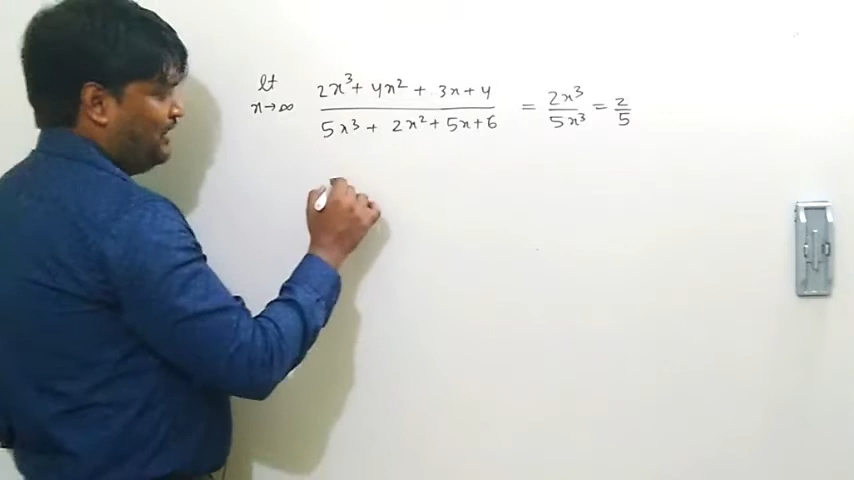 lt
x→∞
2x³ + 4x² + 3x + 4 = 2x³ = 2
5x³ + 2x² + 5x + 6 5x³ 5